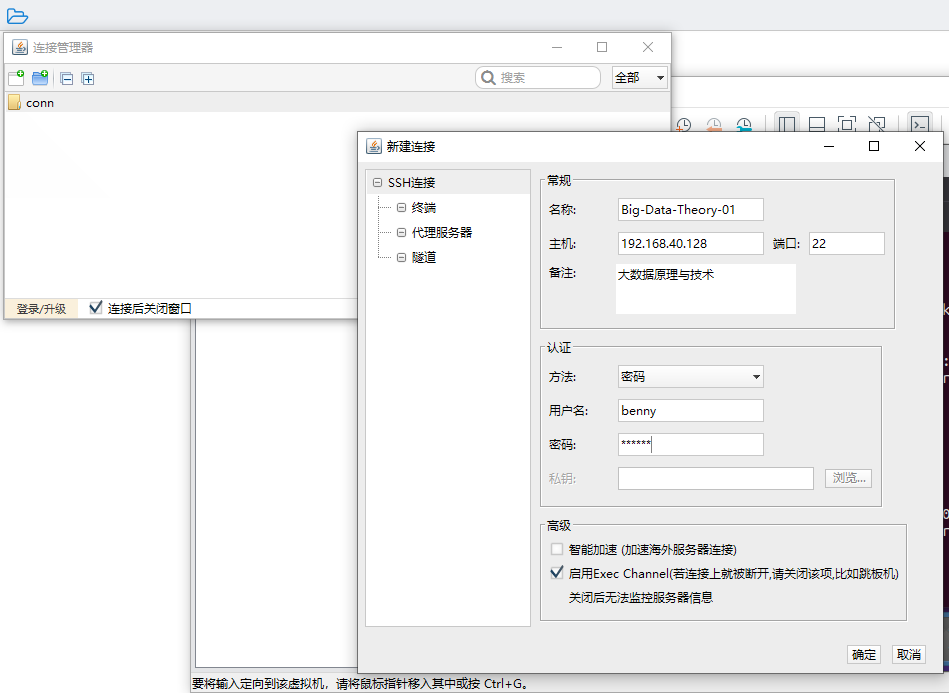 连接管理器
搜索
全部
conn
登录/升级
连接后关闭窗口
新建连接
SSH连接
终端
代理服务器
隧道
常规
名称: Big-Data-Theory-01
主机: 192.168.40.128 端口: 22
备注: 大数据原理与技术
认证
方法: 密码
用户名: benny
密码: ******
私钥: 浏览...
高级
智能加速 (加速海外服务器连接)
启用Exec Channel(若连接上就被断开,请关闭该项,比如跳板机)
关闭后无法监控服务器信息
确定 取消
要将输入定向到该虚拟机，请将鼠标指针移入其中或按 Ctrl+G。